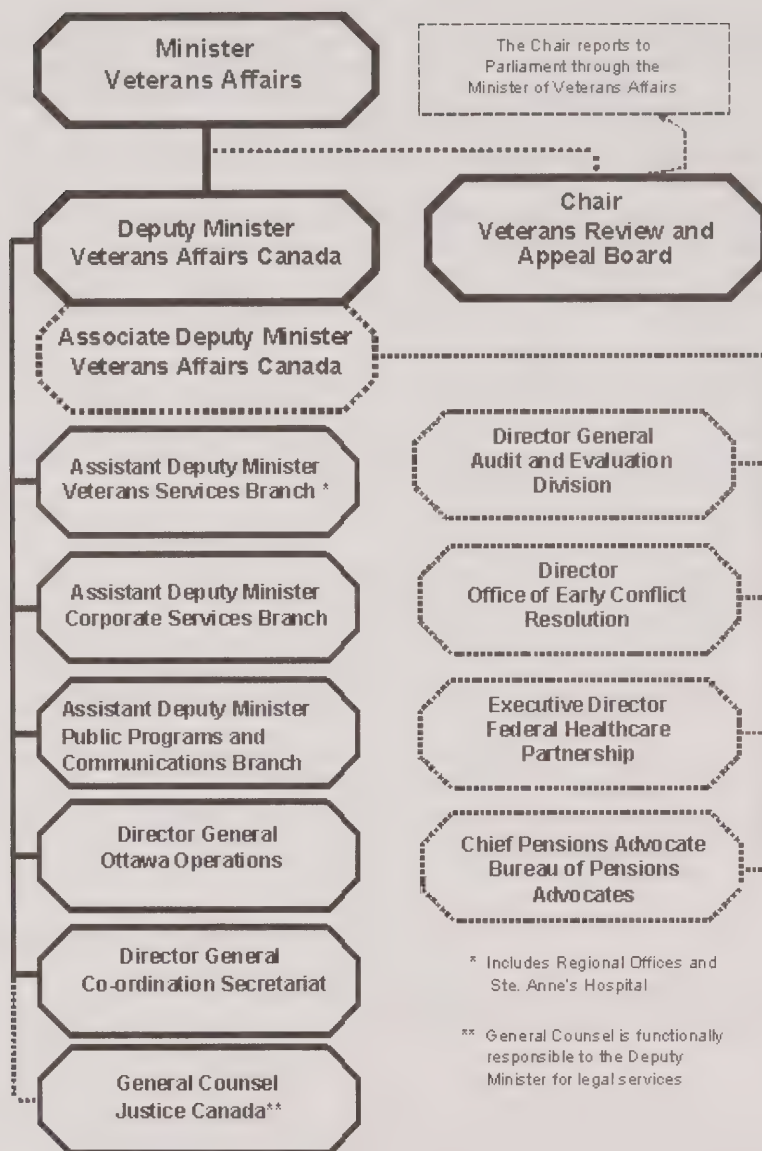 Minister
Veterans Affairs
The Chair reports to
Parliament through the
Minister of Veterans Affairs
Deputy Minister
Veterans Affairs Canada
Chair
Veterans Review and
Appeal Board
Associate Deputy Minister
Veterans Affairs Canada
Assistant Deputy Minister
Veterans Services Branch *
Assistant Deputy Minister
Corporate Services Branch
Assistant Deputy Minister
Public Programs and
Communications Branch
Director General
Ottawa Operations
Director General
Co-ordination Secretariat
General Counsel
Justice Canada**
Director General
Audit and Evaluation
Division
Director
Office of Early Conflict
Resolution
Executive Director
Federal Healthcare
Partnership
Chief Pensions Advocate
Bureau of Pensions
Advocates
* Includes Regional Offices and
Ste. Anne's Hospital
** General Counsel is functionally
responsible to the Deputy
Minister for legal services